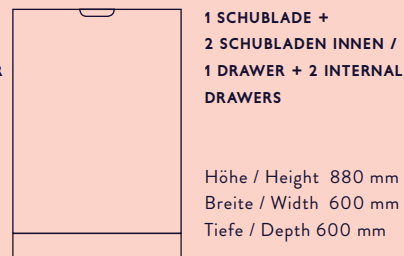 1 SCHUBLADE +
2 SCHUBLADEN INNEN /
1 DRAWER + 2 INTERNAL
DRAWERS
Höhe / Height 880 mm
Breite / Width 600 mm
Tiefe / Depth 600 mm